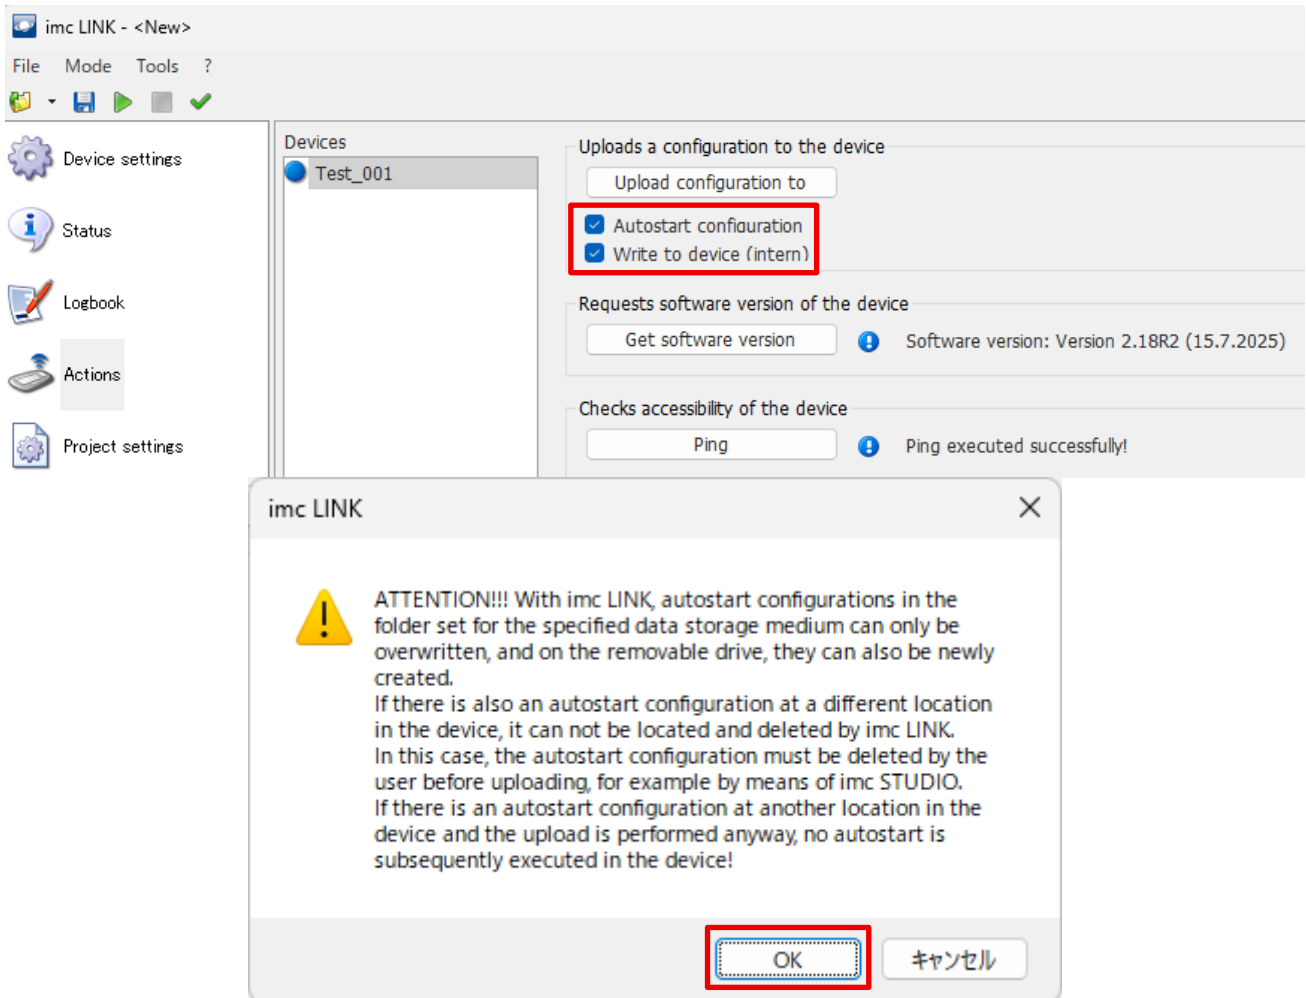 imc LINK - <New>
File Mode Tools ?
Device settings
Status
Logbook
Actions
Project settings
Devices
Test_001
Uploads a configuration to the device
Upload configuration to
Autostart configuration
Write to device (intern)
Requests software version of the device
Get software version
Software version: Version 2.18R2 (15.7.2025)
Checks accessibility of the device
Ping
Ping executed successfully!
imc LINK
ATTENTION!!! With imc LINK, autostart configurations in the
folder set for the specified data storage medium can only be
overwritten, and on the removable drive, they can also be newly
created.
If there is also an autostart configuration at a different location
in the device, it can not be located and deleted by imc LINK.
In this case, the autostart configuration must be deleted by the
user before uploading, for example by means of imc STUDIO.
If there is an autostart configuration at another location in the
device and the upload is performed anyway, no autostart is
subsequently executed in the device!
OK
キャンセル